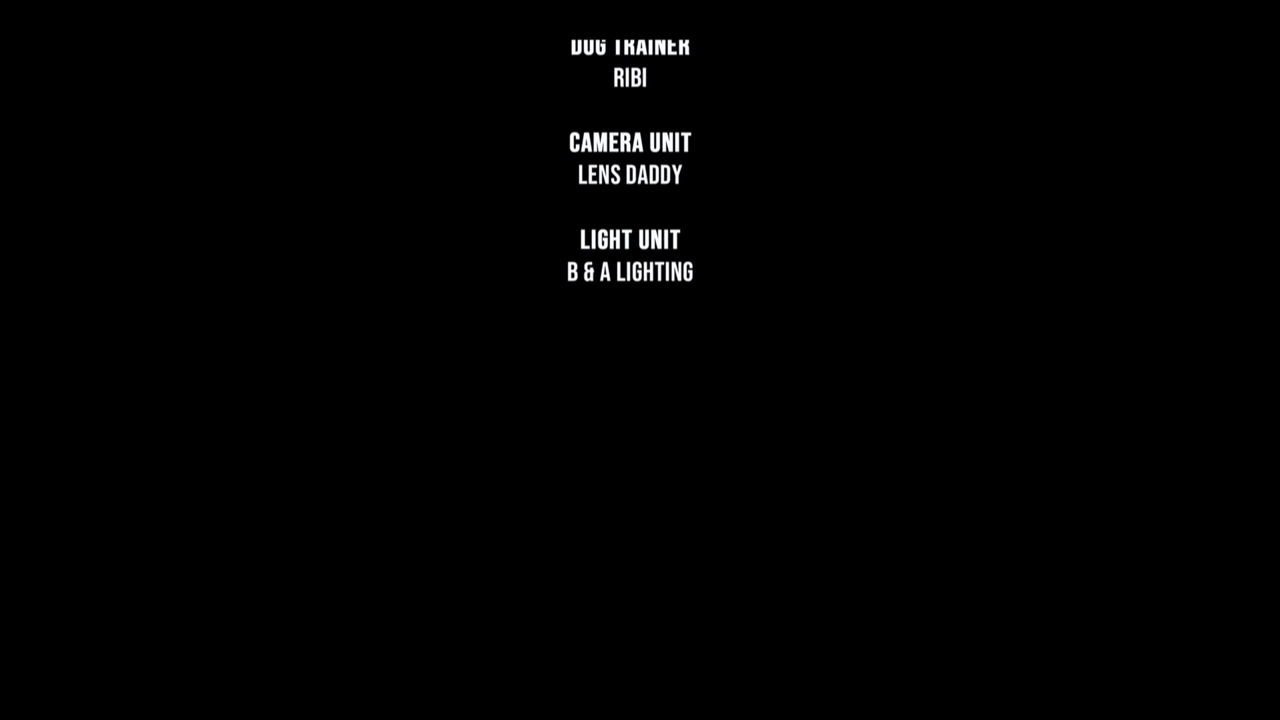 DOG TRAINER
RIBI
CAMERA UNIT
LENS DADDY
LIGHT UNIT
B & A LIGHTING